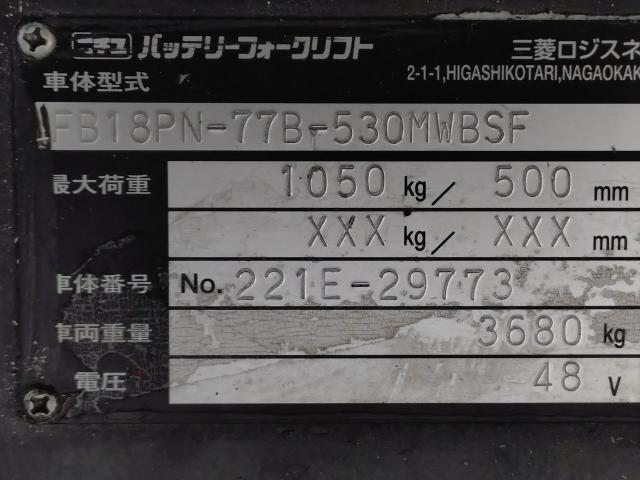 ニチユ バッテリーフォークリフト 三菱ロジスネ
2-1-1,HIGASHIKOTARI,NAGAOKAK
車体型式
FB18PN-77B-530MWBSF
最大荷重 1050 kg/ 500 mm
XXX kg/ XXX mm
車体番号 No. 221E-29773
車両重量 3680 kg
電圧 48 V